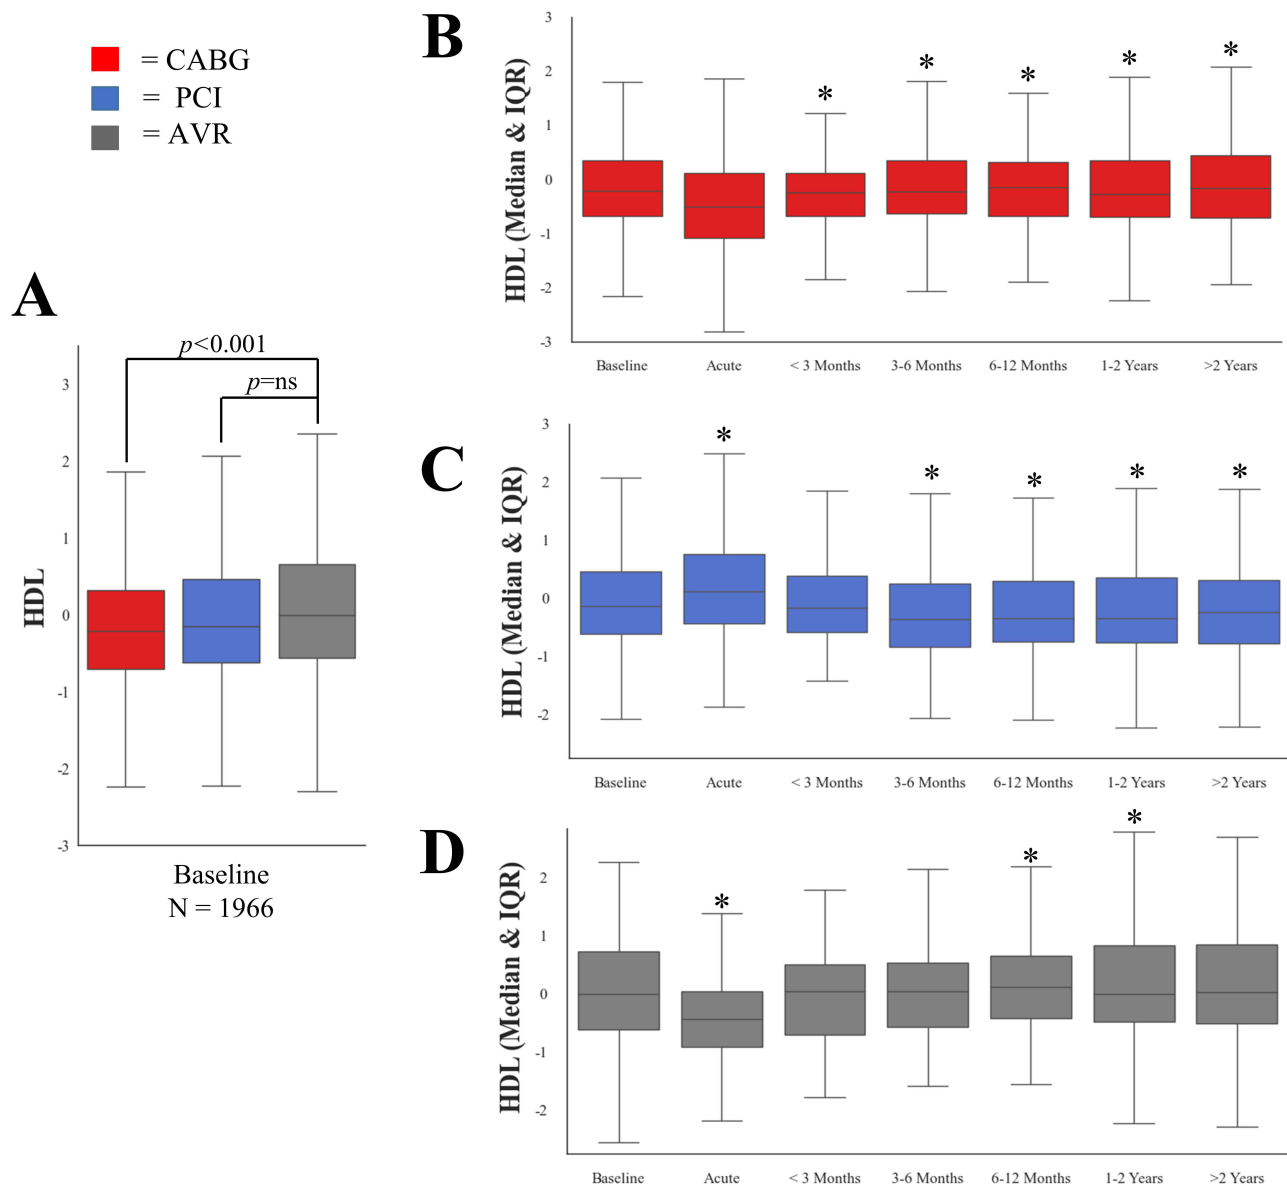 = CABG
= PCI
= AVR
A
p<0.001
p=ns
HDL
3
2
1
0
-1
-2
-3
Baseline
N = 1966
B
HDL (Median & IQR)
3
2
1
0
-1
-2
-3
* * * * *
Baseline Acute < 3 Months 3-6 Months 6-12 Months 1-2 Years >2 Years
C
HDL (Median & IQR)
3
2
1
0
-1
-2
* * * * *
Baseline Acute < 3 Months 3-6 Months 6-12 Months 1-2 Years >2 Years
D
HDL (Median & IQR)
2
1
0
-1
-2
* * *
Baseline Acute < 3 Months 3-6 Months 6-12 Months 1-2 Years >2 Years